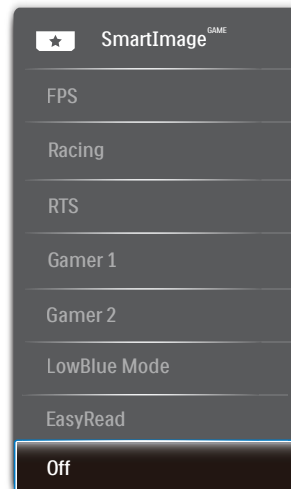 SmartImage GAME
FPS
Racing
RTS
Gamer 1
Gamer 2
LowBlue Mode
EasyRead
Off